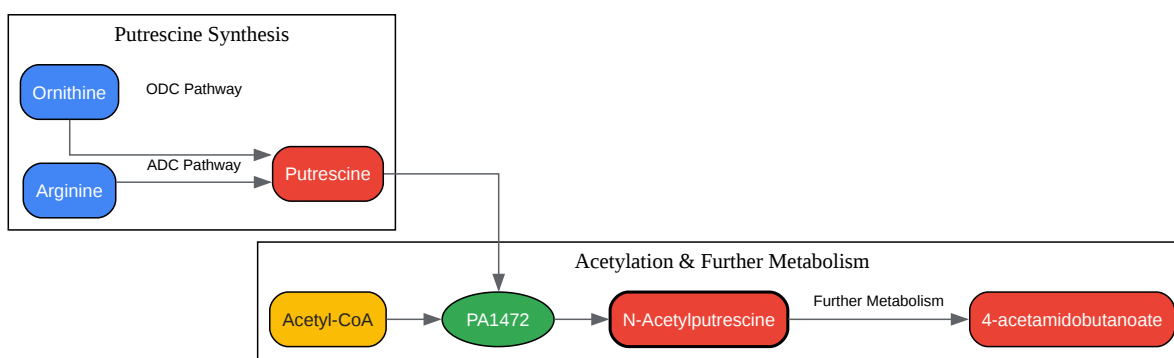 Putrescine Synthesis
Ornithine
ODC Pathway
ADC Pathway
Arginine
Putrescine
Acetylation & Further Metabolism
Acetyl-CoA
PA1472
N-Acetylputrescine
Further Metabolism
4-acetamidobutanoate